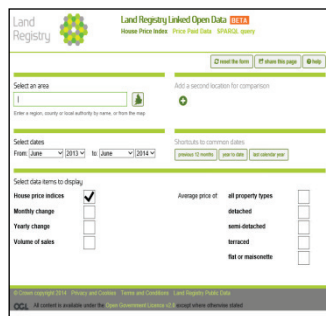 Land
Registry
Land Registry Linked Open Data BETA
House Price Index Price Paid Data SPARQL query
reset the form share this page help
Select an area
Enter a region, county or local authority by name, or from the map.
Add a second location for comparison
Select dates
From: June 2013 to June 2014
Shortcuts to common dates
previous 12 months year to date last calendar year
Select data items to display
House price indices
Monthly change
Yearly change
Volume of sales
Average price of all property types
detached
semi-detached
terraced
flat or maisonette
© Crown copyright 2014 Privacy and Cookies Terms and Conditions Land Registry Public Data
OGL All content is available under the Open Government Licence v2.0 except where otherwise stated